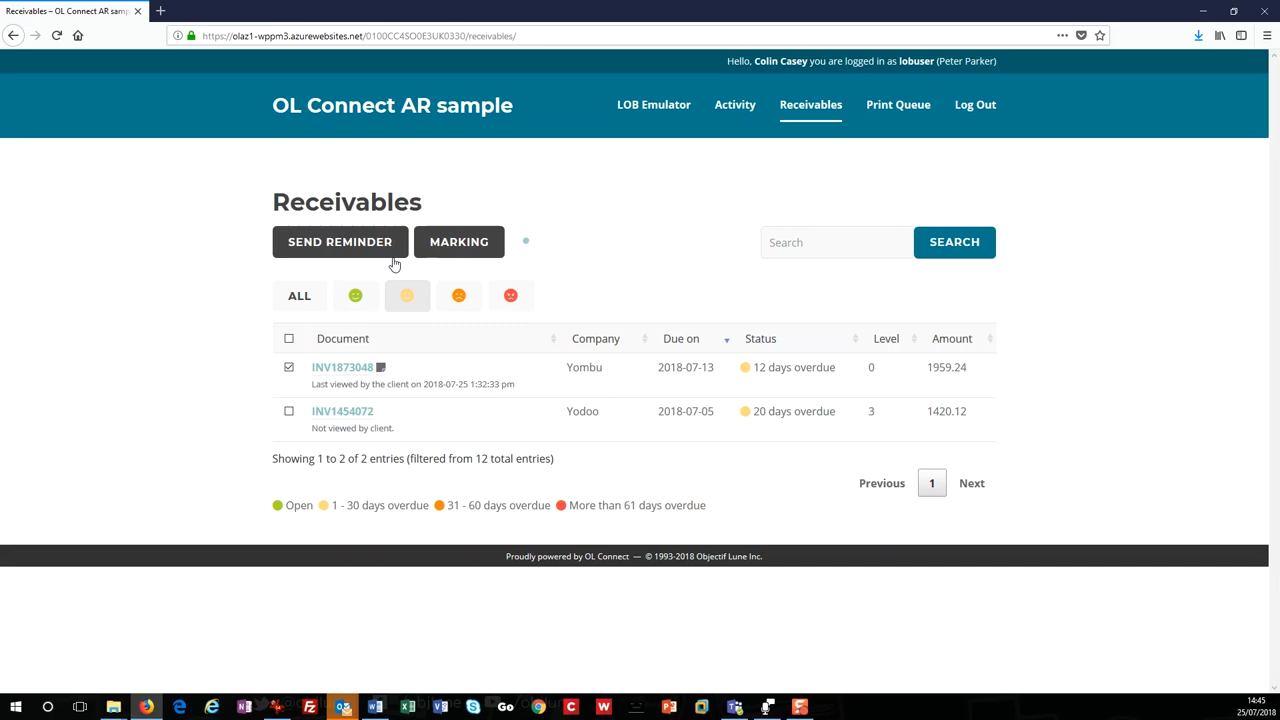 Receivables – OL Connect AR samp
https://olaz1-wppm3.azurewebsites.net/0100CC4SO0E3UK0330/receivables/
Hello, Colin Casey you are logged in as lobuser (Peter Parker)
OL Connect AR sample
LOB Emulator Activity Receivables Print Queue Log Out
Receivables
SEND REMINDER MARKING Search SEARCH
ALL
Document Company Due on Status Level Amount
INV1873048 Yombu 2018-07-13 12 days overdue 0 1959.24
Last viewed by the client on 2018-07-25 1:32:33 pm
INV1454072 Yodoo 2018-07-05 20 days overdue 3 1420.12
Not viewed by client.
Showing 1 to 2 of 2 entries (filtered from 12 total entries)
Previous 1 Next
Open 1 - 30 days overdue 31 - 60 days overdue More than 61 days overdue
Proudly powered by OL Connect — © 1993-2018 Objectif Lune Inc.
14:45
25/07/2018